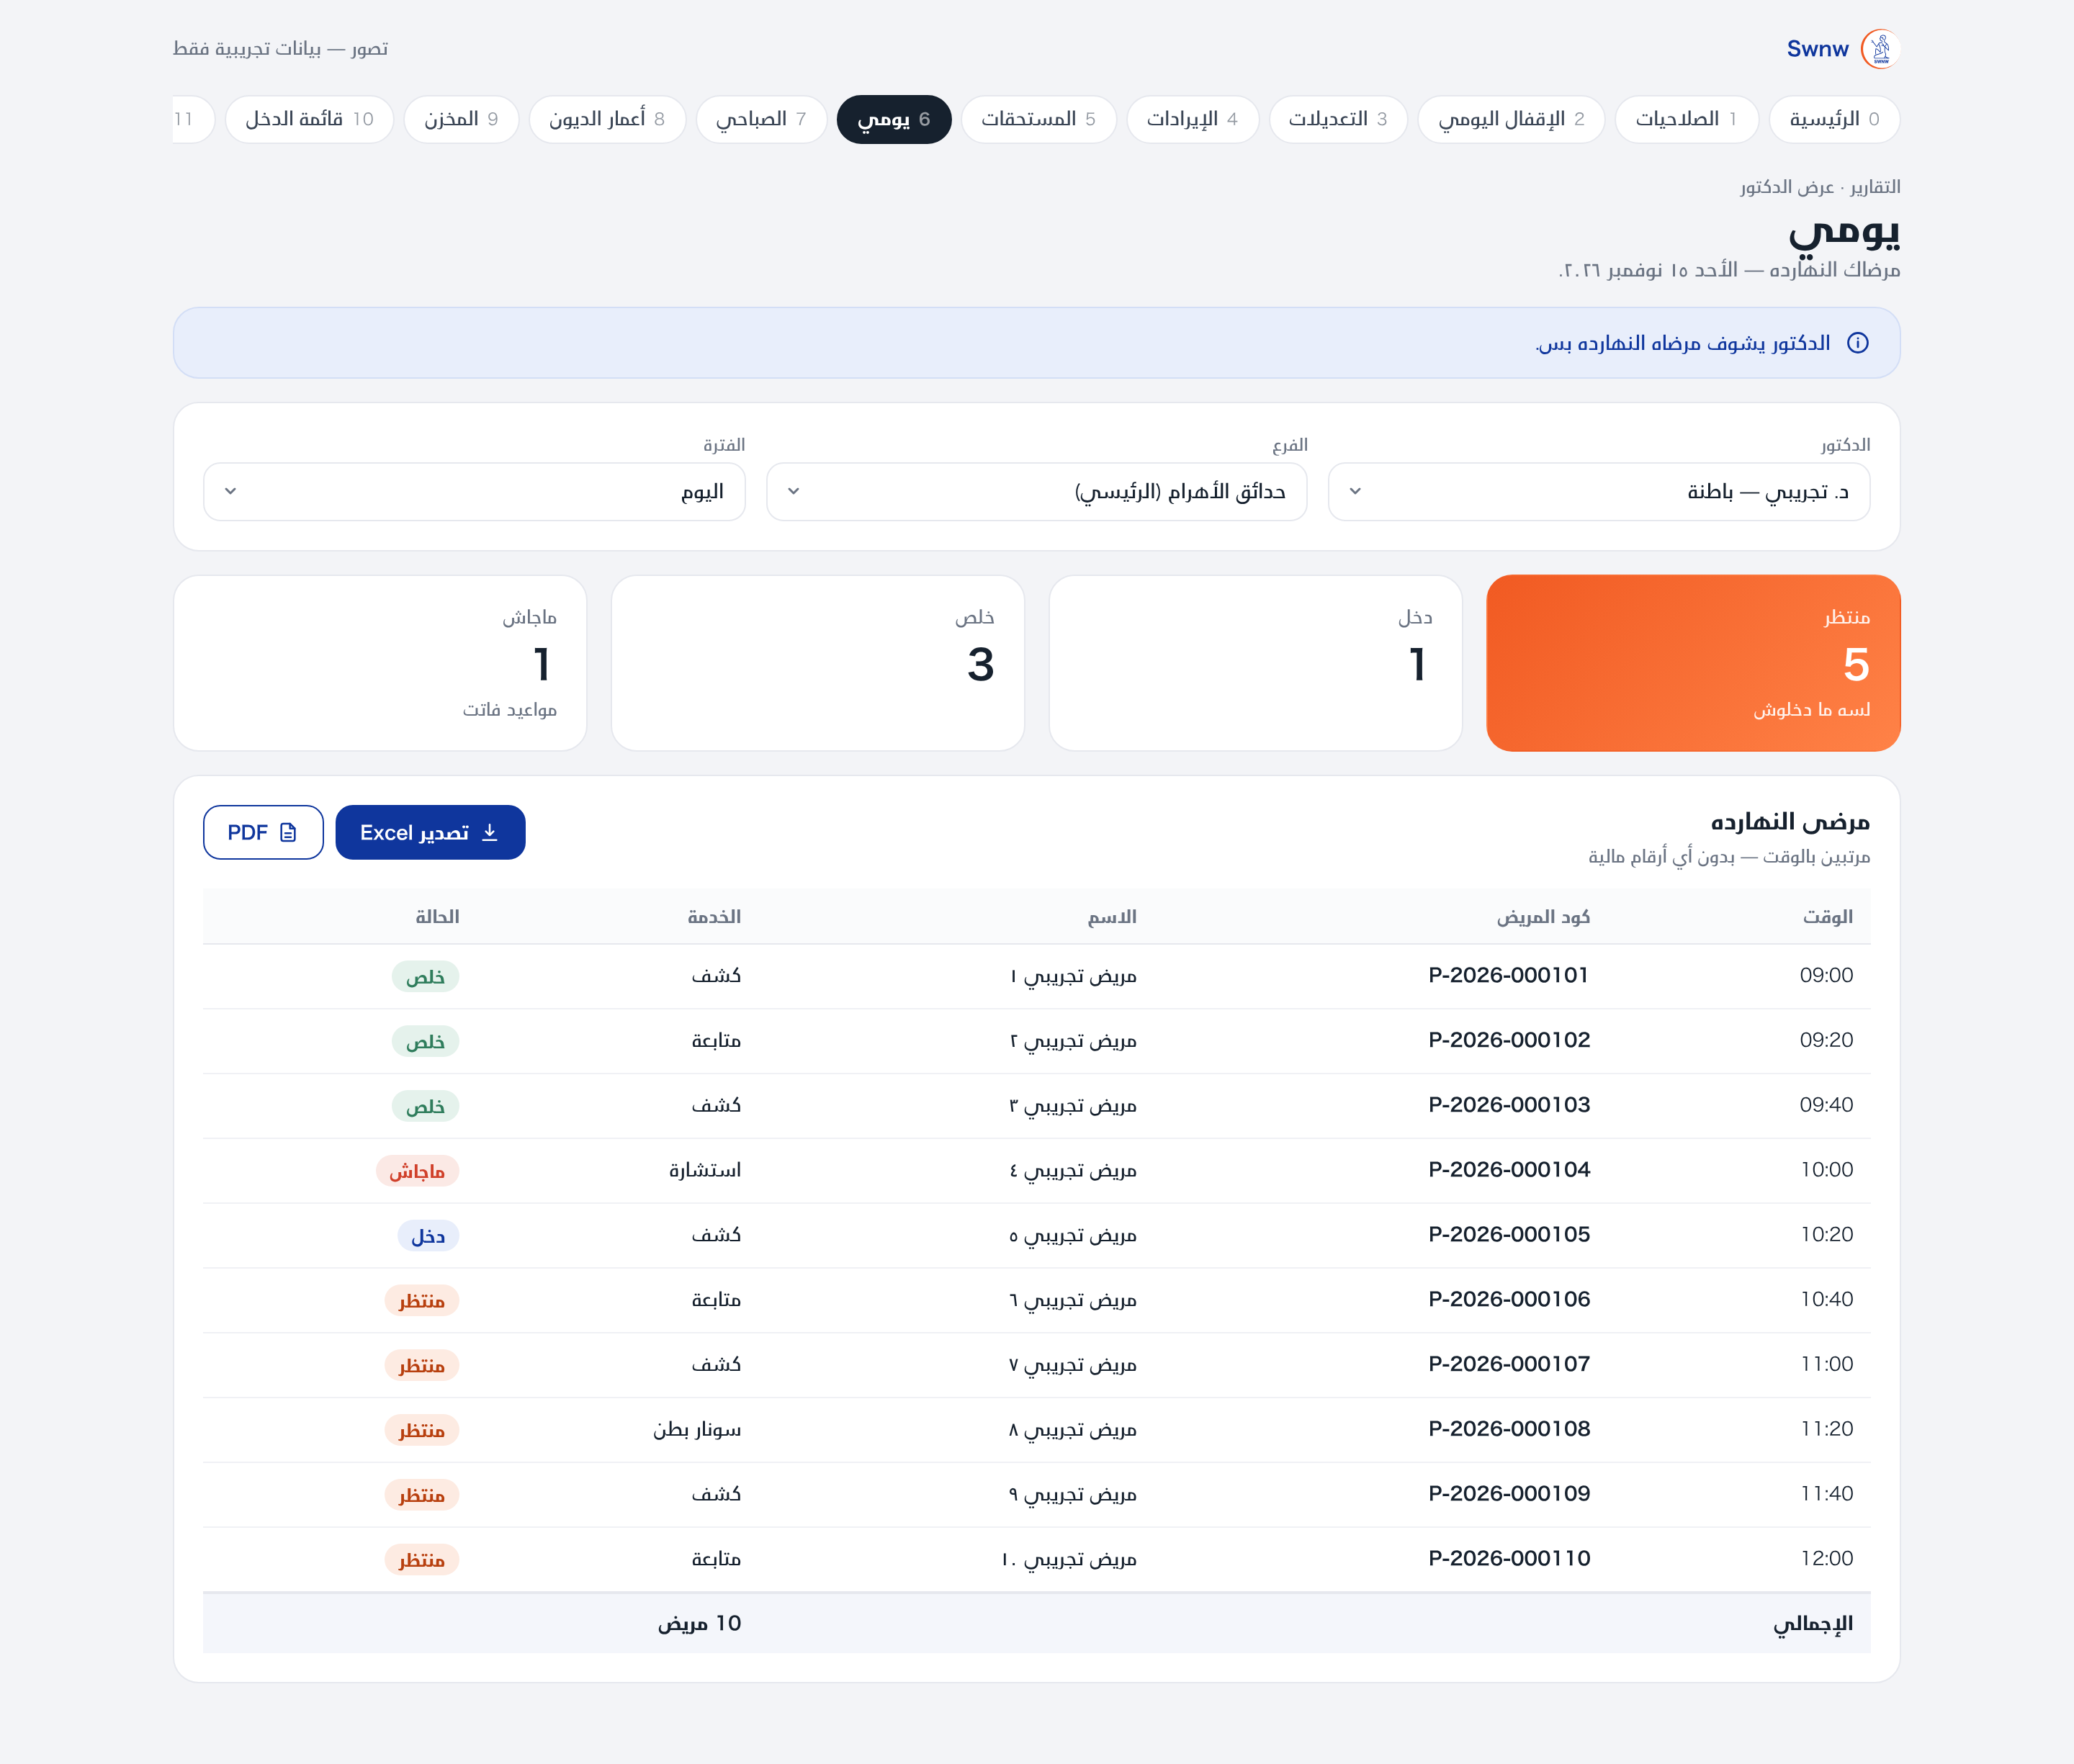 Swnw
تصور — بيانات تجريبية فقط
0 الرئيسية
1 الصلاحيات
2 الإقفال اليومي
3 التعديلات
4 الإيرادات
5 المستحقات
6 يومي
7 الصباحي
8 أعمار الديون
9 المخزن
10 قائمة الدخل
11
التقارير · عرض الدكتور
يومي
مرضاك النهارده — الأحد ١٥ نوفمبر ٢٠٢٦.
الدكتور يشوف مرضاه النهارده بس.
الدكتور
الفرع
الفترة
د. تجريبي — باطنة
حدائق الأهرام (الرئيسي)
اليوم
منتظر
5
لسه ما دخلوش
دخل
1
خلص
3
ماجاش
1
مواعيد فاتت
مرضى النهارده
مرتبين بالوقت — بدون أي أرقام مالية
تصدير Excel
PDF
الوقت كود المريض الاسم الخدمة الحالة
09:00 P-2026-000101 مريض تجريبي ١ كشف خلص
09:20 P-2026-000102 مريض تجريبي ٢ متابعة خلص
09:40 P-2026-000103 مريض تجريبي ٣ كشف خلص
10:00 P-2026-000104 مريض تجريبي ٤ استشارة ماجاش
10:20 P-2026-000105 مريض تجريبي ٥ كشف دخل
10:40 P-2026-000106 مريض تجريبي ٦ متابعة منتظر
11:00 P-2026-000107 مريض تجريبي ٧ كشف منتظر
11:20 P-2026-000108 مريض تجريبي ٨ سونار بطن منتظر
11:40 P-2026-000109 مريض تجريبي ٩ كشف منتظر
12:00 P-2026-000110 مريض تجريبي ١٠ متابعة منتظر
الإجمالي 10 مريض